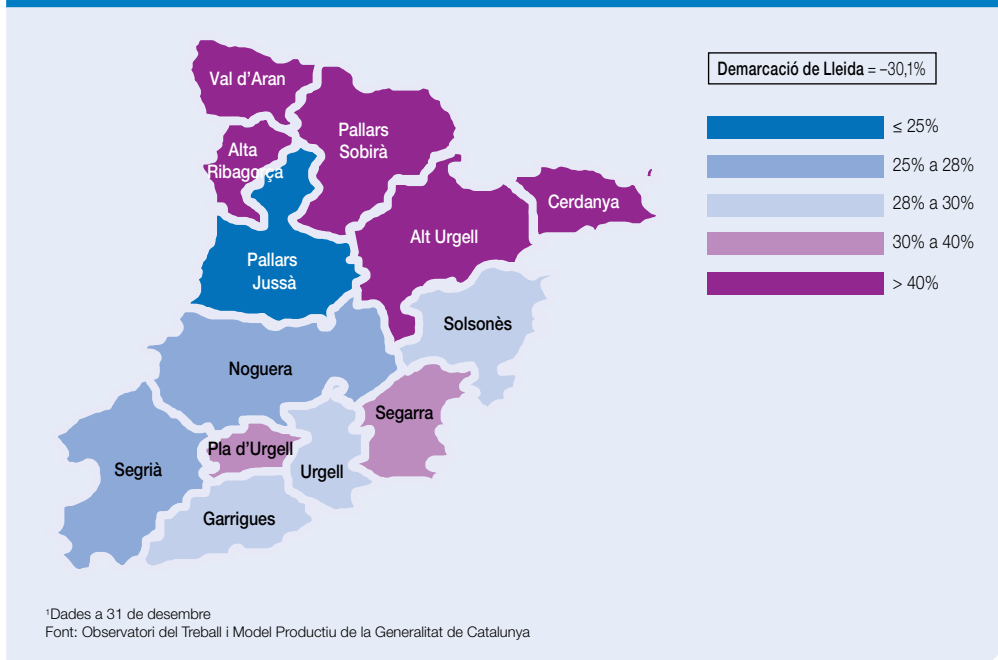 Demarcació de Lleida = –30,1%
≤ 25%
25% a 28%
28% a 30%
30% a 40%
> 40%
Val d'Aran
Pallars
Sobirà
Alta
Ribagorça
Cerdanya
Alt Urgell
Pallars
Jussà
Solsonès
Noguera
Segarra
Pla d'Urgell
Segrià
Urgell
Garrigues
¹Dades a 31 de desembre
Font: Observatori del Treball i Model Productiu de la Generalitat de Catalunya